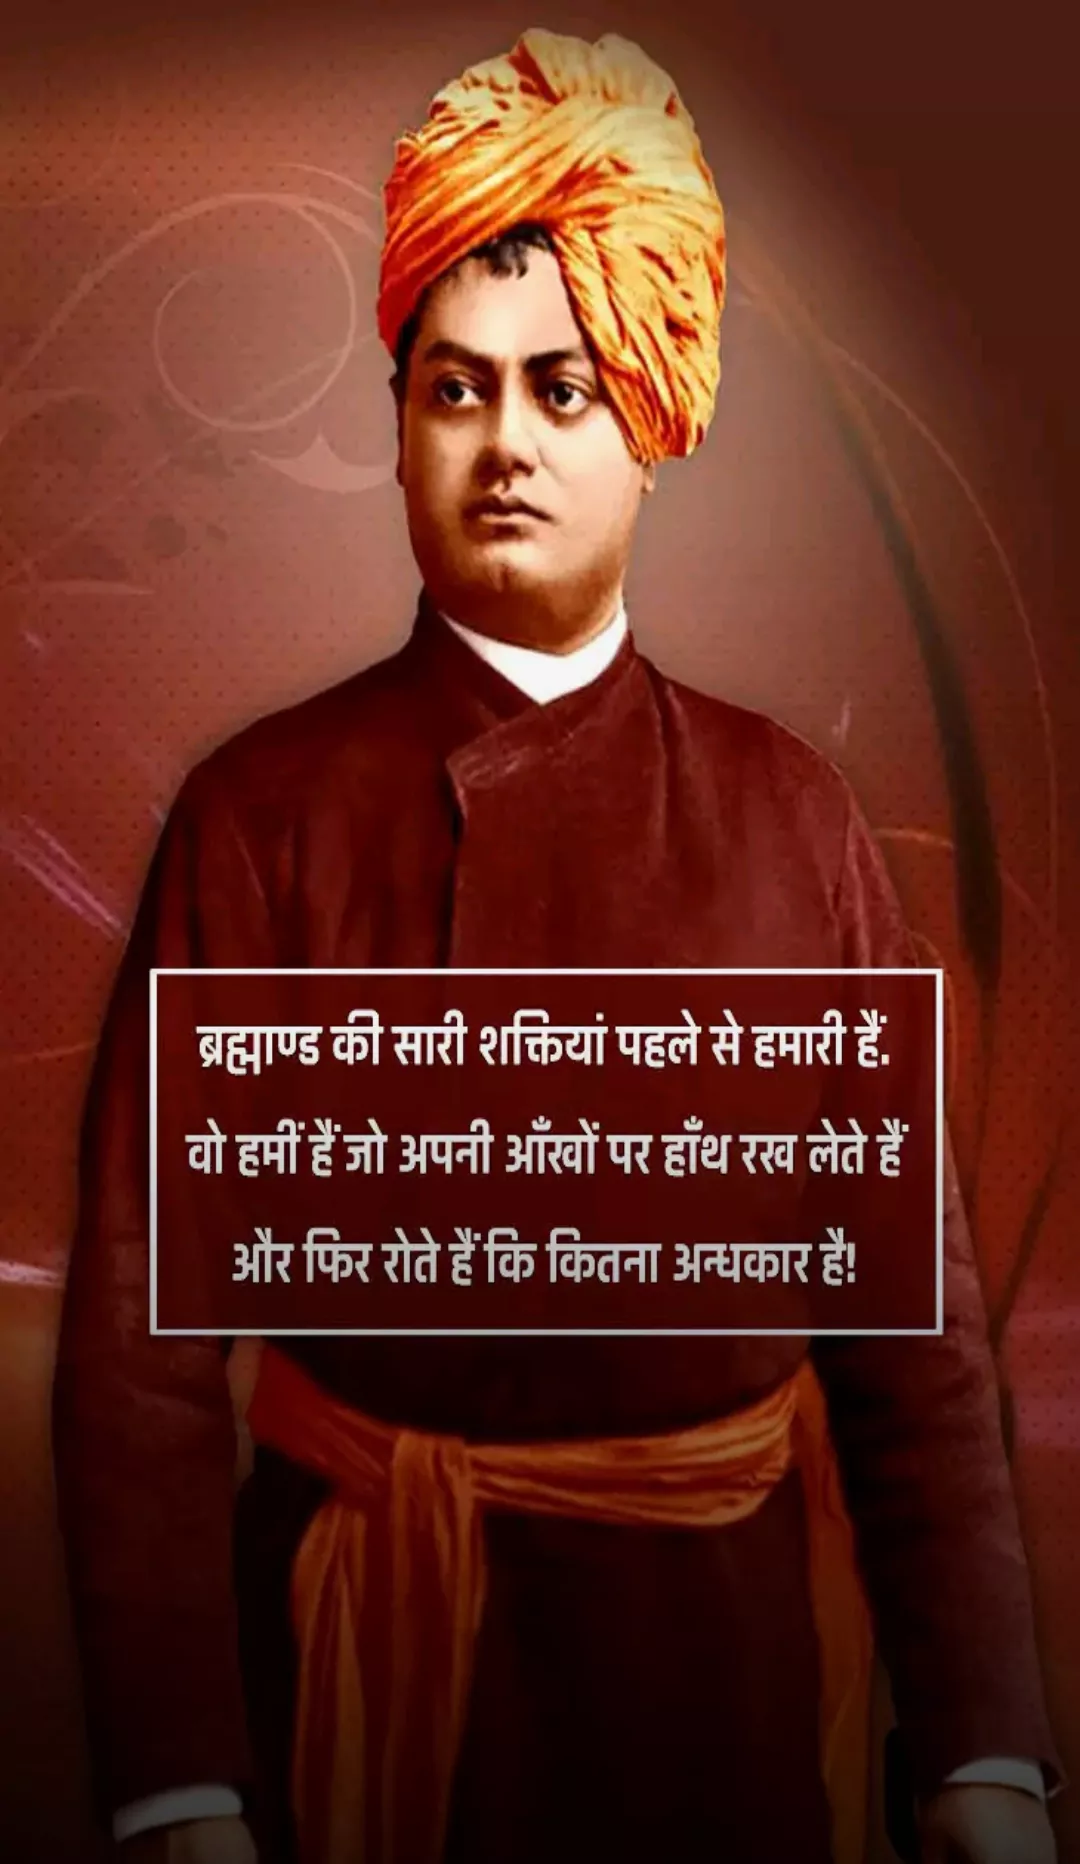 ब्रह्माण्ड की सारी शक्तियां पहले से हमारी हैं.
वो हमीं हैं जो अपनी आँखों पर हाँथ रख लेते हैं
और फिर रोते हैं कि कितना अन्धकार है!